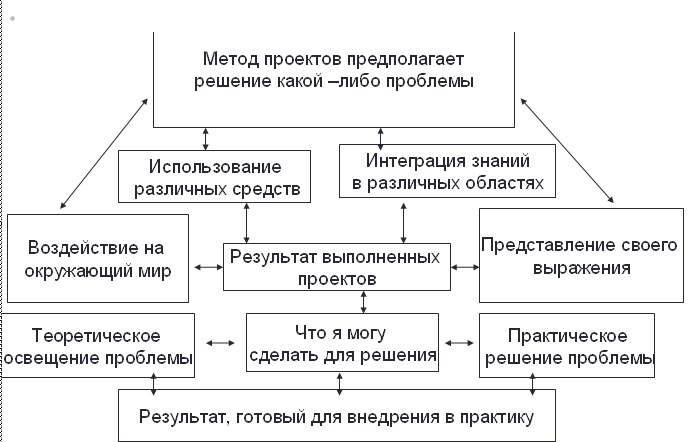 Метод проектов предполагает
решение какой –либо проблемы
Использование
различных средств
Интеграция знаний
в различных областях
Воздействие на
окружающий мир
Результат выполненных
проектов
Представление своего
выражения
Теоретическое
освещение проблемы
Что я могу
сделать для решения
Практическое
решение проблемы
Результат, готовый для внедрения в практику